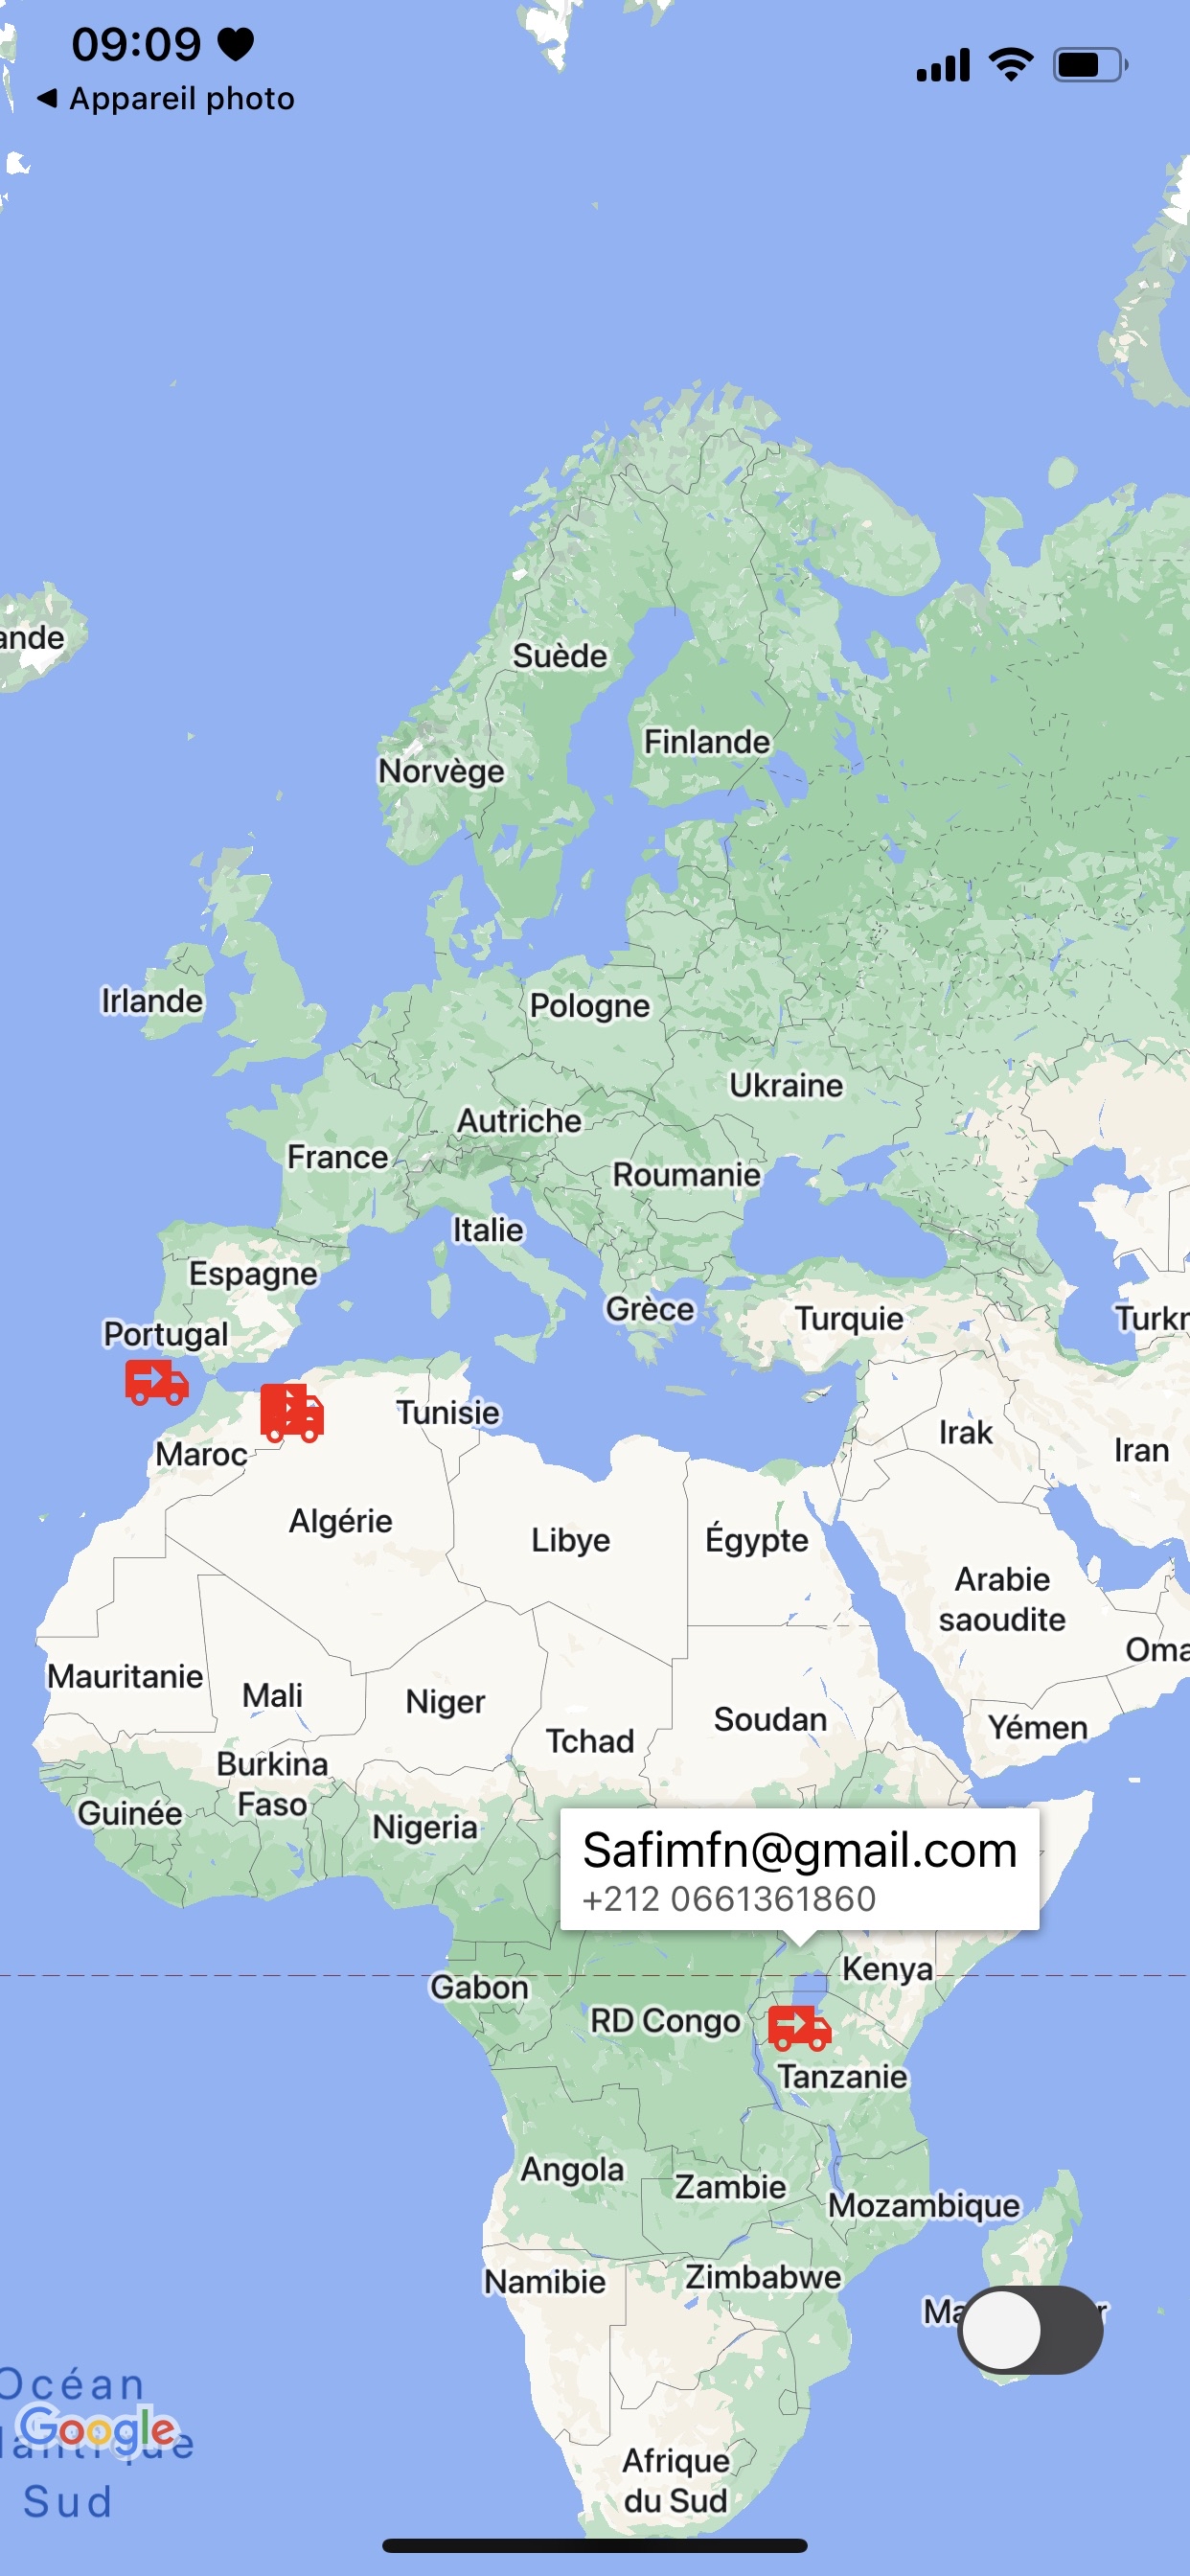 09:09
Appareil photo
ande
Suède
Finlande
Norvège
Irlande
Pologne
Ukraine
Autriche
France
Roumanie
Italie
Espagne
Grèce
Portugal
Turquie
Turkr
Tunisie
Maroc
Irak
Iran
Algérie
Libye
Égypte
Arabie
saoudite
Oma
Mauritanie
Mali
Niger
Soudan
Yémen
Tchad
Burkina
Faso
Guinée
Nigeria
Safimfn@gmail.com
+212 0661361860
Kenya
Gabon
RD Congo
Tanzanie
Angola
Zambie
Mozambique
Namibie
Zimbabwe
Ma r
Océan
Google
lantique
Sud
Afrique
du Sud